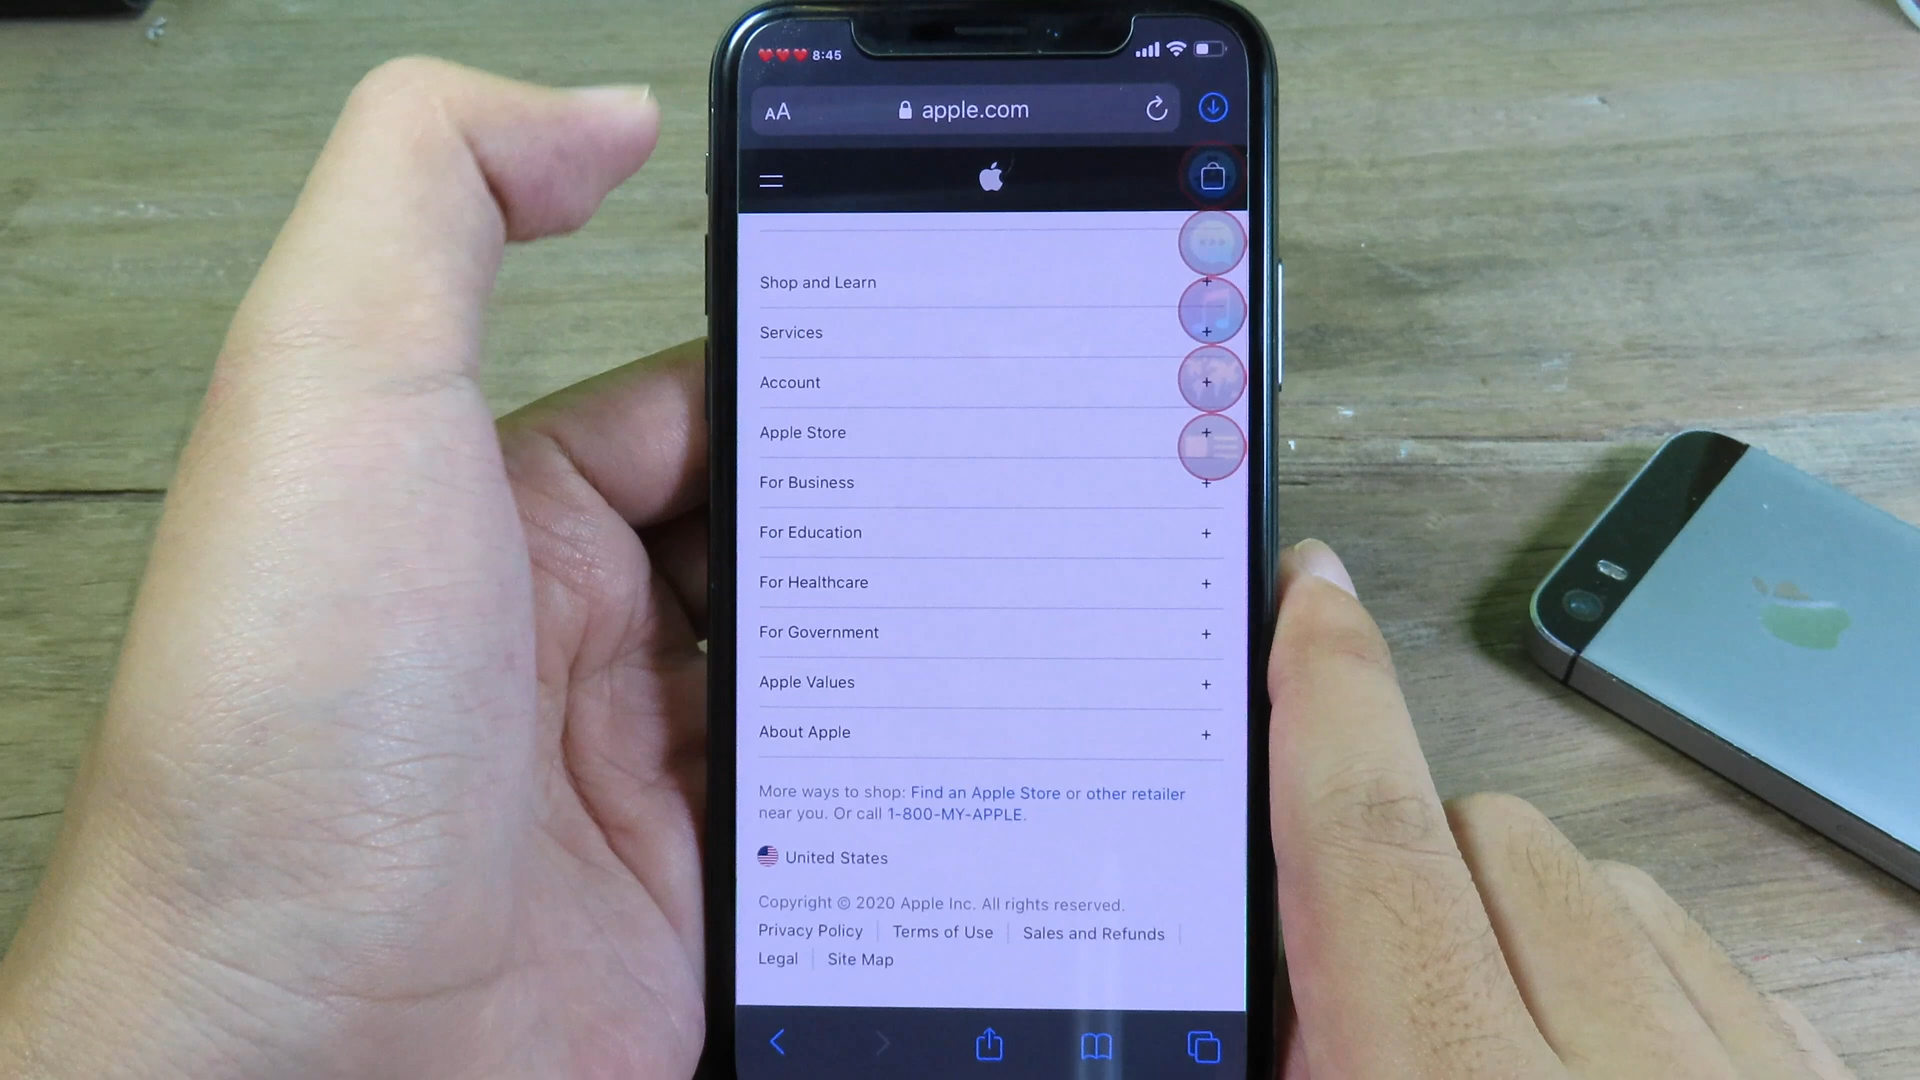 ❤️❤️❤️ 8:45
AA apple.com
Shop and Learn +
Services +
Account +
Apple Store +
For Business +
For Education +
For Healthcare +
For Government +
Apple Values +
About Apple +
More ways to shop: Find an Apple Store or other retailer
near you. Or call 1-800-MY-APPLE.
United States
Copyright © 2020 Apple Inc. All rights reserved.
Privacy Policy | Terms of Use | Sales and Refunds |
Legal | Site Map